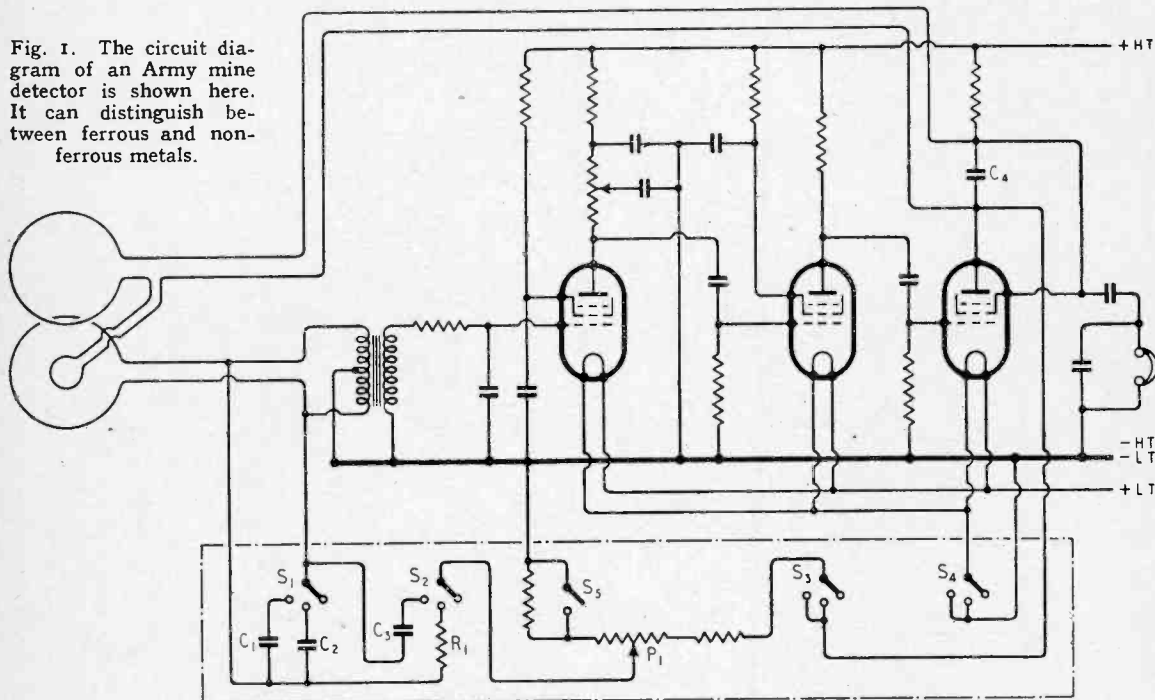 Fig. 1. The circuit dia-
gram of an Army mine
detector is shown here.
It can distinguish be-
tween ferrous and non-
ferrous metals.
+HT
C4
-HT
-LT
+LT
S1
S2
S5
S3
S4
C1
C2
C3
R1
P1